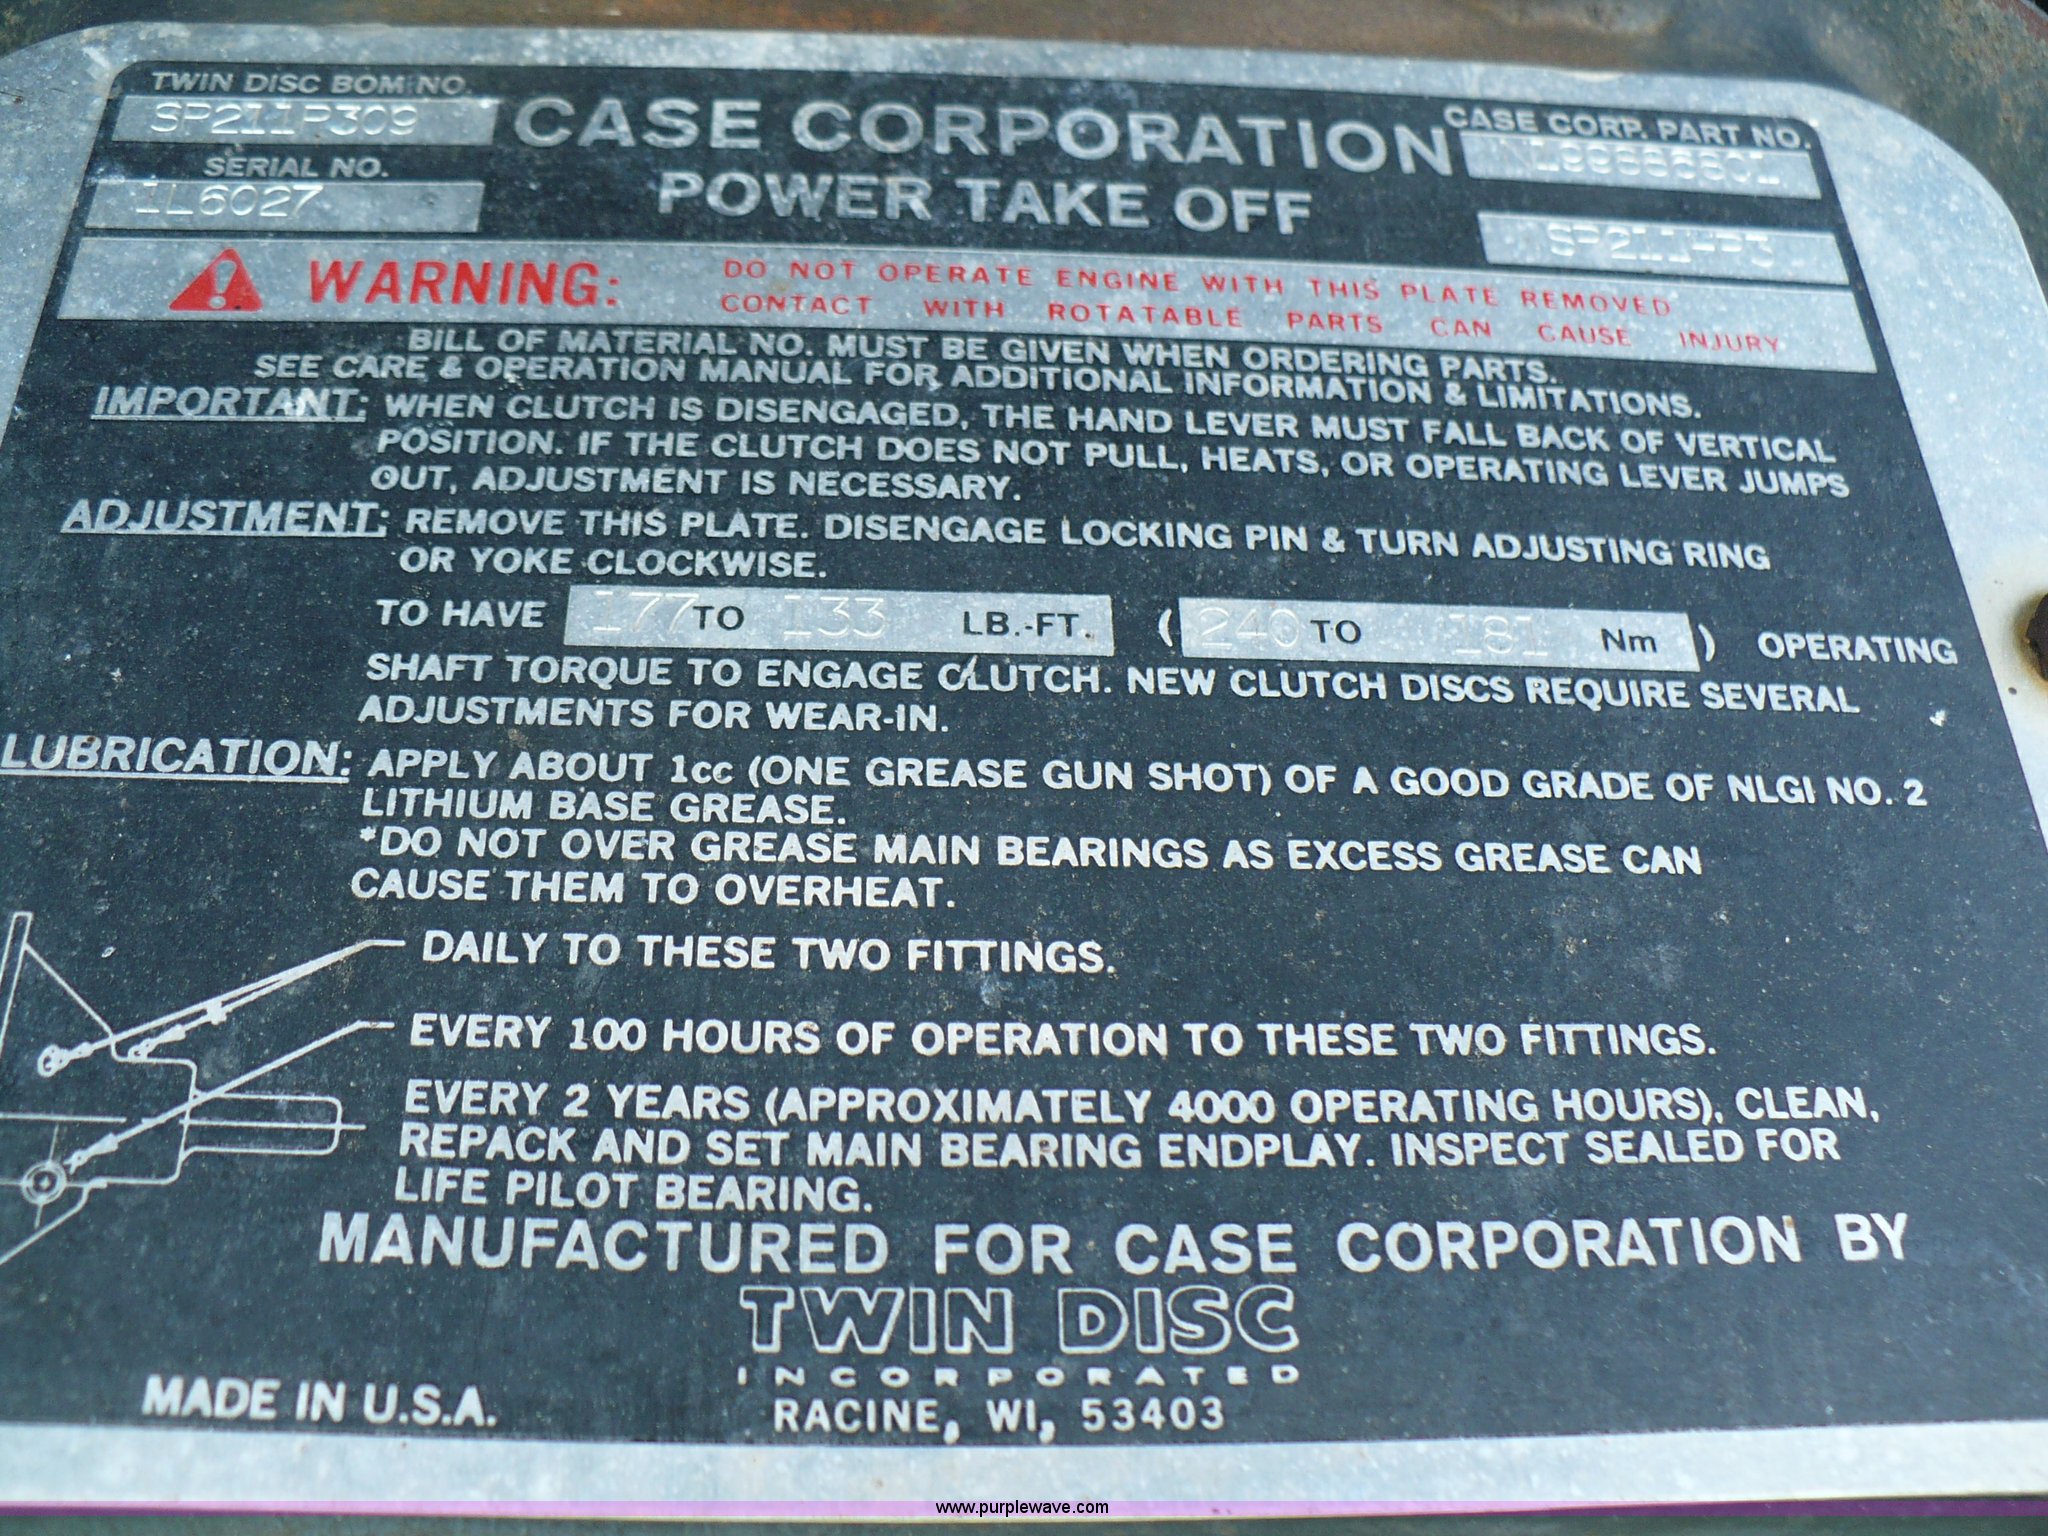 TWIN DISC BOM NO.
SP211P309
CASE CORPORATION
CASE CORP. PART NO.
SERIAL NO.
1L6027
POWER TAKE OFF
SP211-P3
WARNING: DO NOT OPERATE ENGINE WITH THIS PLATE REMOVED
CONTACT WITH ROTATABLE PARTS CAN CAUSE INJURY
BILL OF MATERIAL NO. MUST BE GIVEN WHEN ORDERING PARTS.
SEE CARE & OPERATION MANUAL FOR ADDITIONAL INFORMATION & LIMITATIONS.
IMPORTANT: WHEN CLUTCH IS DISENGAGED, THE HAND LEVER MUST FALL BACK OF VERTICAL
POSITION. IF THE CLUTCH DOES NOT PULL, HEATS, OR OPERATING LEVER JUMPS
OUT, ADJUSTMENT IS NECESSARY.
ADJUSTMENT: REMOVE THIS PLATE. DISENGAGE LOCKING PIN & TURN ADJUSTING RING
OR YOKE CLOCKWISE.
TO HAVE 177 TO 133 LB.-FT. ( 240 TO 181 Nm ) OPERATING
SHAFT TORQUE TO ENGAGE CLUTCH. NEW CLUTCH DISCS REQUIRE SEVERAL
ADJUSTMENTS FOR WEAR-IN.
LUBRICATION: APPLY ABOUT 1cc (ONE GREASE GUN SHOT) OF A GOOD GRADE OF NLGI NO. 2
LITHIUM BASE GREASE.
*DO NOT OVER GREASE MAIN BEARINGS AS EXCESS GREASE CAN
CAUSE THEM TO OVERHEAT.
DAILY TO THESE TWO FITTINGS.
EVERY 100 HOURS OF OPERATION TO THESE TWO FITTINGS.
EVERY 2 YEARS (APPROXIMATELY 4000 OPERATING HOURS), CLEAN,
REPACK AND SET MAIN BEARING ENDPLAY. INSPECT SEALED FOR
LIFE PILOT BEARING.
MANUFACTURED FOR CASE CORPORATION BY
TWIN DISC
INCORPORATED
MADE IN U.S.A.
RACINE, WI, 53403
www.purplewave.com